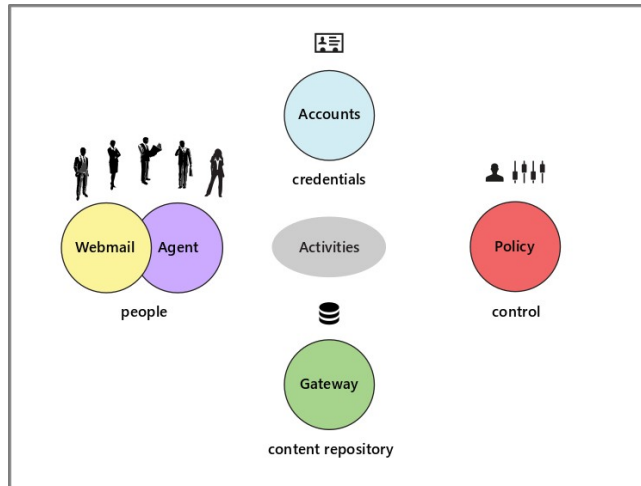 Accounts
credentials
Webmail
Agent
Activities
Policy
people
control
Gateway
content repository